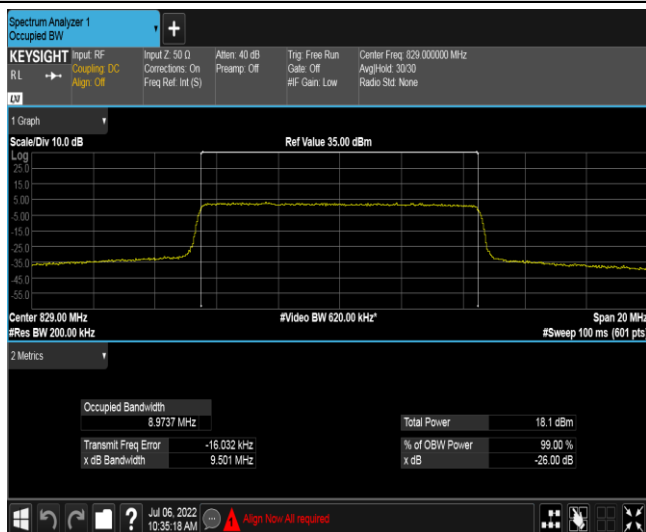 Spectrum Analyzer 1
Occupied BW
+
KEYSIGHT Input: RF Input Z: 50 Ω Atten: 40 dB Trig: Free Run Center Freq: 829.000000 MHz
RL Coupling: DC Corrections: On Preamp: Off Gate: Off Avg|Hold: 30/30
Align: Off Freq Ref: Int (S) #IF Gain: Low Radio Std: None
LXI
1 Graph
Scale/Div 10.0 dB Ref Value 35.00 dBm
Log
25.0
15.0
5.00
-5.00
-15.0
-25.0
-35.0
-45.0
-55.0
Center 829.00 MHz #Video BW 620.00 kHz* Span 20 MHz
#Res BW 200.00 kHz #Sweep 100 ms (601 pts)
2 Metrics
Occupied Bandwidth
8.9737 MHz Total Power 18.1 dBm
Transmit Freq Error -16.032 kHz % of OBW Power 99.00 %
x dB Bandwidth 9.501 MHz x dB -26.00 dB
? Jul 06, 2022
10:35:18 AM Align Now All required